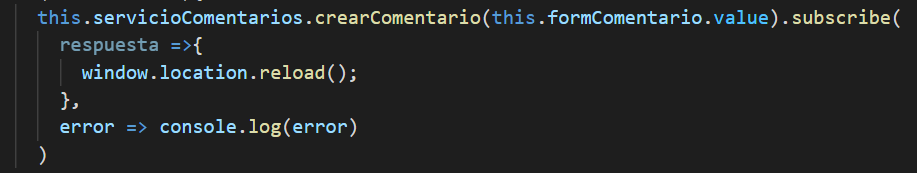 this.servicioComentarios.crearComentario(this.formComentario.value).subscribe(
respuesta =>{
window.location.reload();
},
error => console.log(error)
)